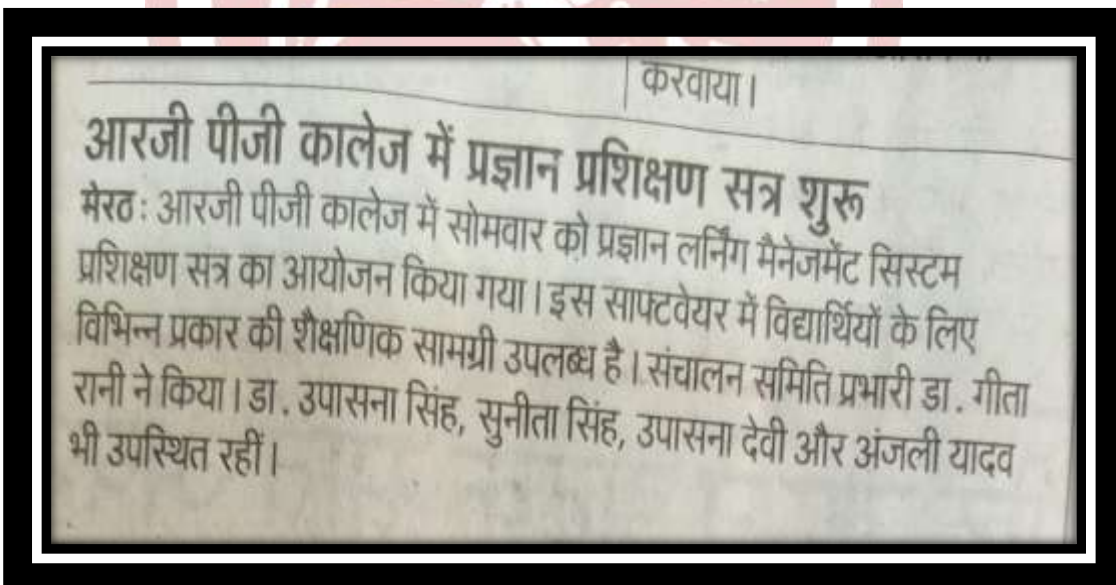 करवाया।
आरजी पीजी कालेज में प्रज्ञान प्रशिक्षण सत्र शुरू
मेरठ: आरजी पीजी कालेज में सोमवार को प्रज्ञान लर्निंग मैनेजमेंट सिस्टम
प्रशिक्षण सत्र का आयोजन किया गया। इस साफ्टवेयर में विद्यार्थियों के लिए
विभिन्न प्रकार की शैक्षणिक सामग्री उपलब्ध है। संचालन समिति प्रभारी डा. गीता
रानी ने किया। डा. उपासना सिंह, सुनीता सिंह, उपासना देवी और अंजली यादव
भी उपस्थित रहीं।